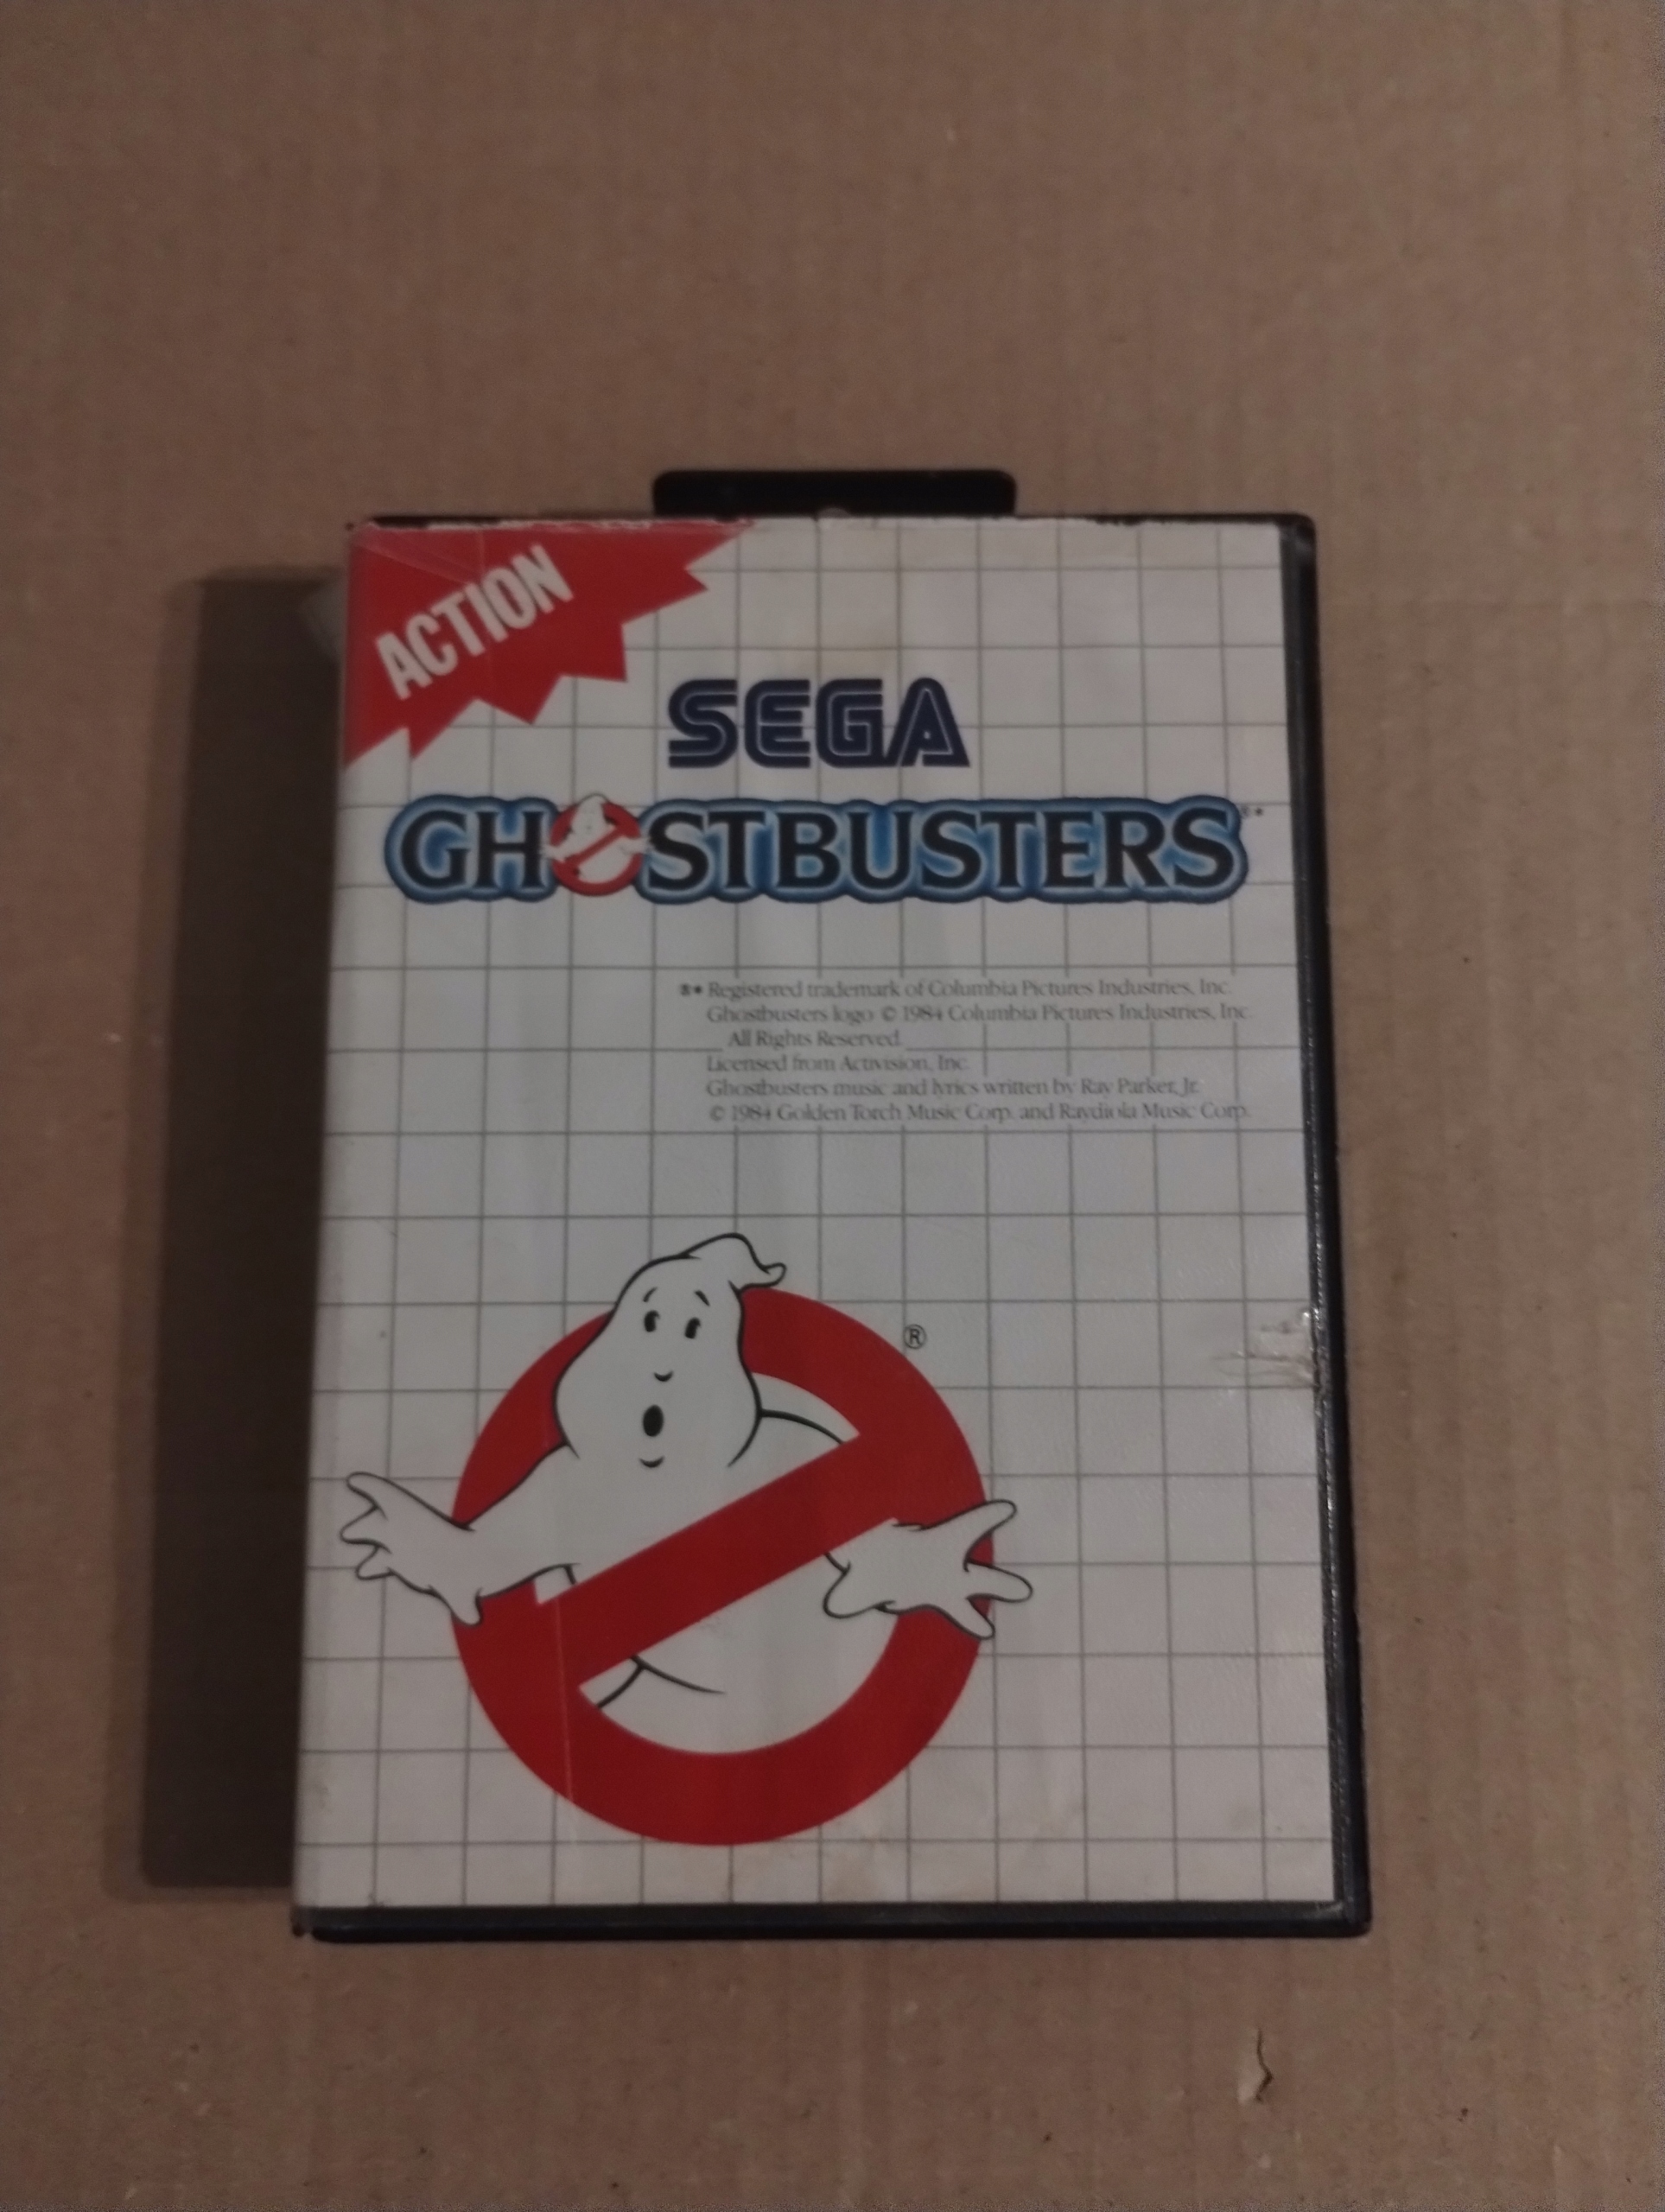 ACTION
SEGA
GHOSTBUSTERS®*
®* Registered trademark of Columbia Pictures Industries, Inc.
Ghostbusters logo © 1984 Columbia Pictures Industries, Inc.
All Rights Reserved.
Licensed from Activision, Inc.
Ghostbusters music and lyrics written by Ray Parker, Jr.
© 1984 Golden Torch Music Corp. and Raydiola Music Corp.
®